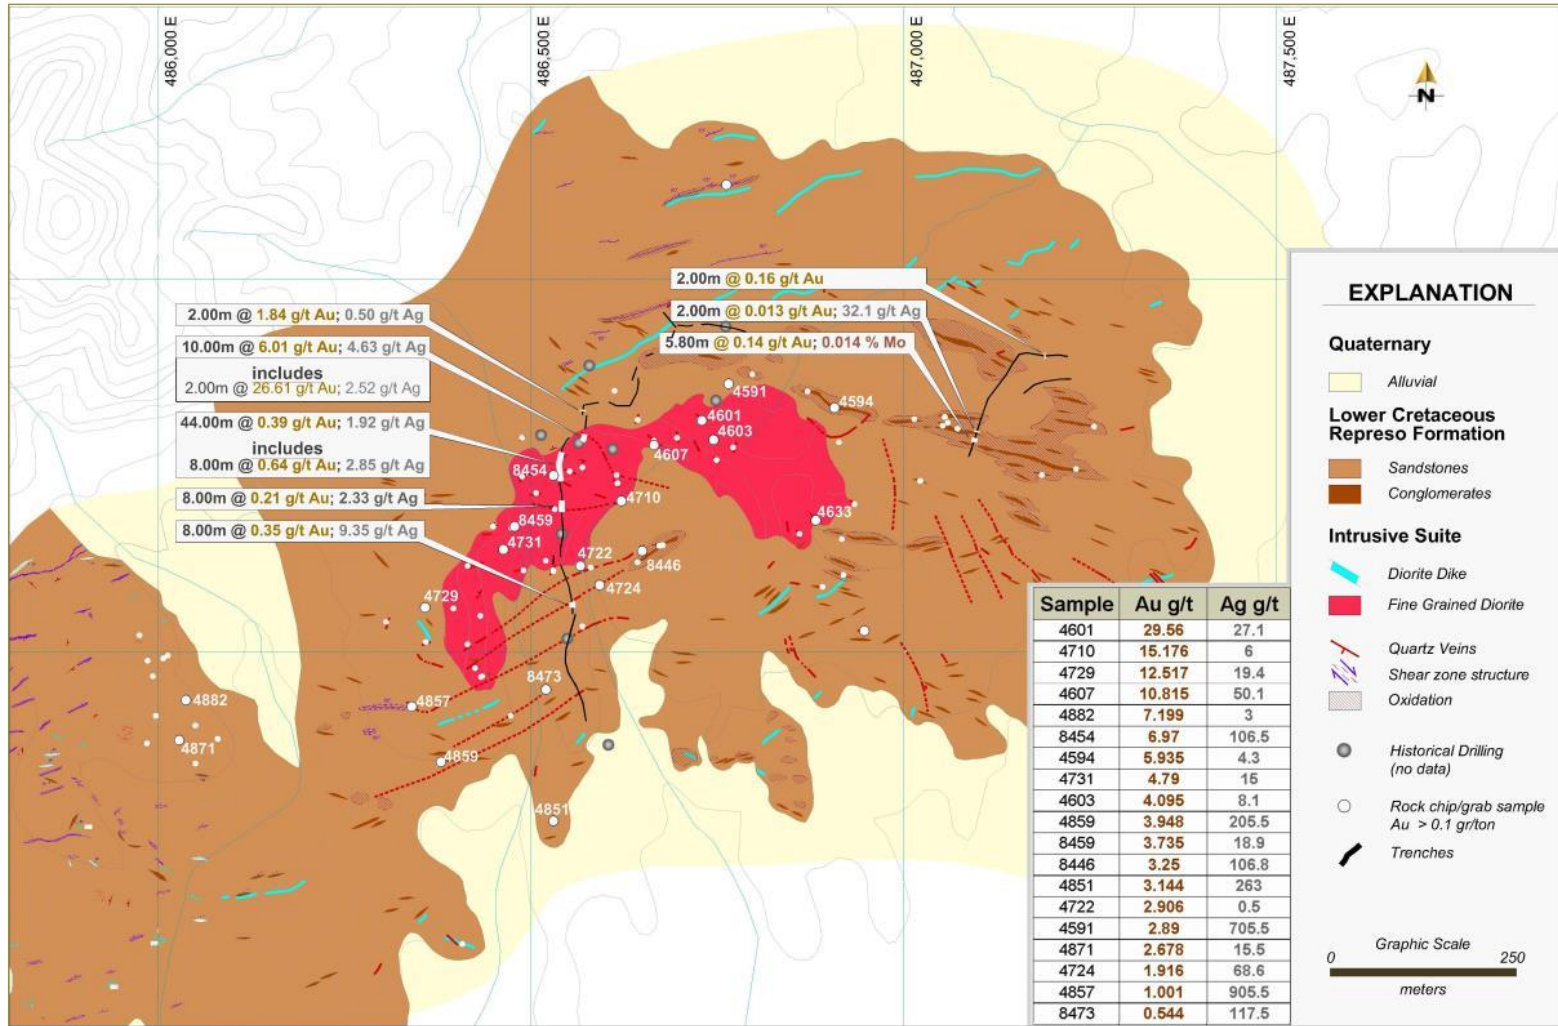 486,000 E
486,500 E
487,000 E
487,500 E
N
2.00m @ 0.16 g/t Au
2.00m @ 0.013 g/t Au; 32.1 g/t Ag
5.80m @ 0.14 g/t Au; 0.014 % Mo
2.00m @ 1.84 g/t Au; 0.50 g/t Ag
10.00m @ 6.01 g/t Au; 4.63 g/t Ag
includes
2.00m @ 26.61 g/t Au; 2.52 g/t Ag
44.00m @ 0.39 g/t Au; 1.92 g/t Ag
includes
8.00m @ 0.64 g/t Au; 2.85 g/t Ag
8.00m @ 0.21 g/t Au; 2.33 g/t Ag
8.00m @ 0.35 g/t Au; 9.35 g/t Ag
4591
4594
4601
4603
4607
8454
4710
8459
4633
4731
4722
8446
4724
4729
8473
4882
4857
4871
4859
4851
EXPLANATION
Quaternary
Alluvial
Lower Cretaceous
Represo Formation
Sandstones
Conglomerates
Intrusive Suite
Diorite Dike
Fine Grained Diorite
Quartz Veins
Shear zone structure
Oxidation
Historical Drilling
(no data)
Rock chip/grab sample
Au > 0.1 gr/ton
Trenches
Graphic Scale
0 250
meters
Sample Au g/t Ag g/t
4601 29.56 27.1
4710 15.176 6
4729 12.517 19.4
4607 10.815 50.1
4882 7.199 3
8454 6.97 106.5
4594 5.935 4.3
4731 4.79 15
4603 4.095 8.1
4859 3.948 205.5
8459 3.735 18.9
8446 3.25 106.8
4851 3.144 263
4722 2.906 0.5
4591 2.89 705.5
4871 2.678 15.5
4724 1.916 68.6
4857 1.001 905.5
8473 0.544 117.5